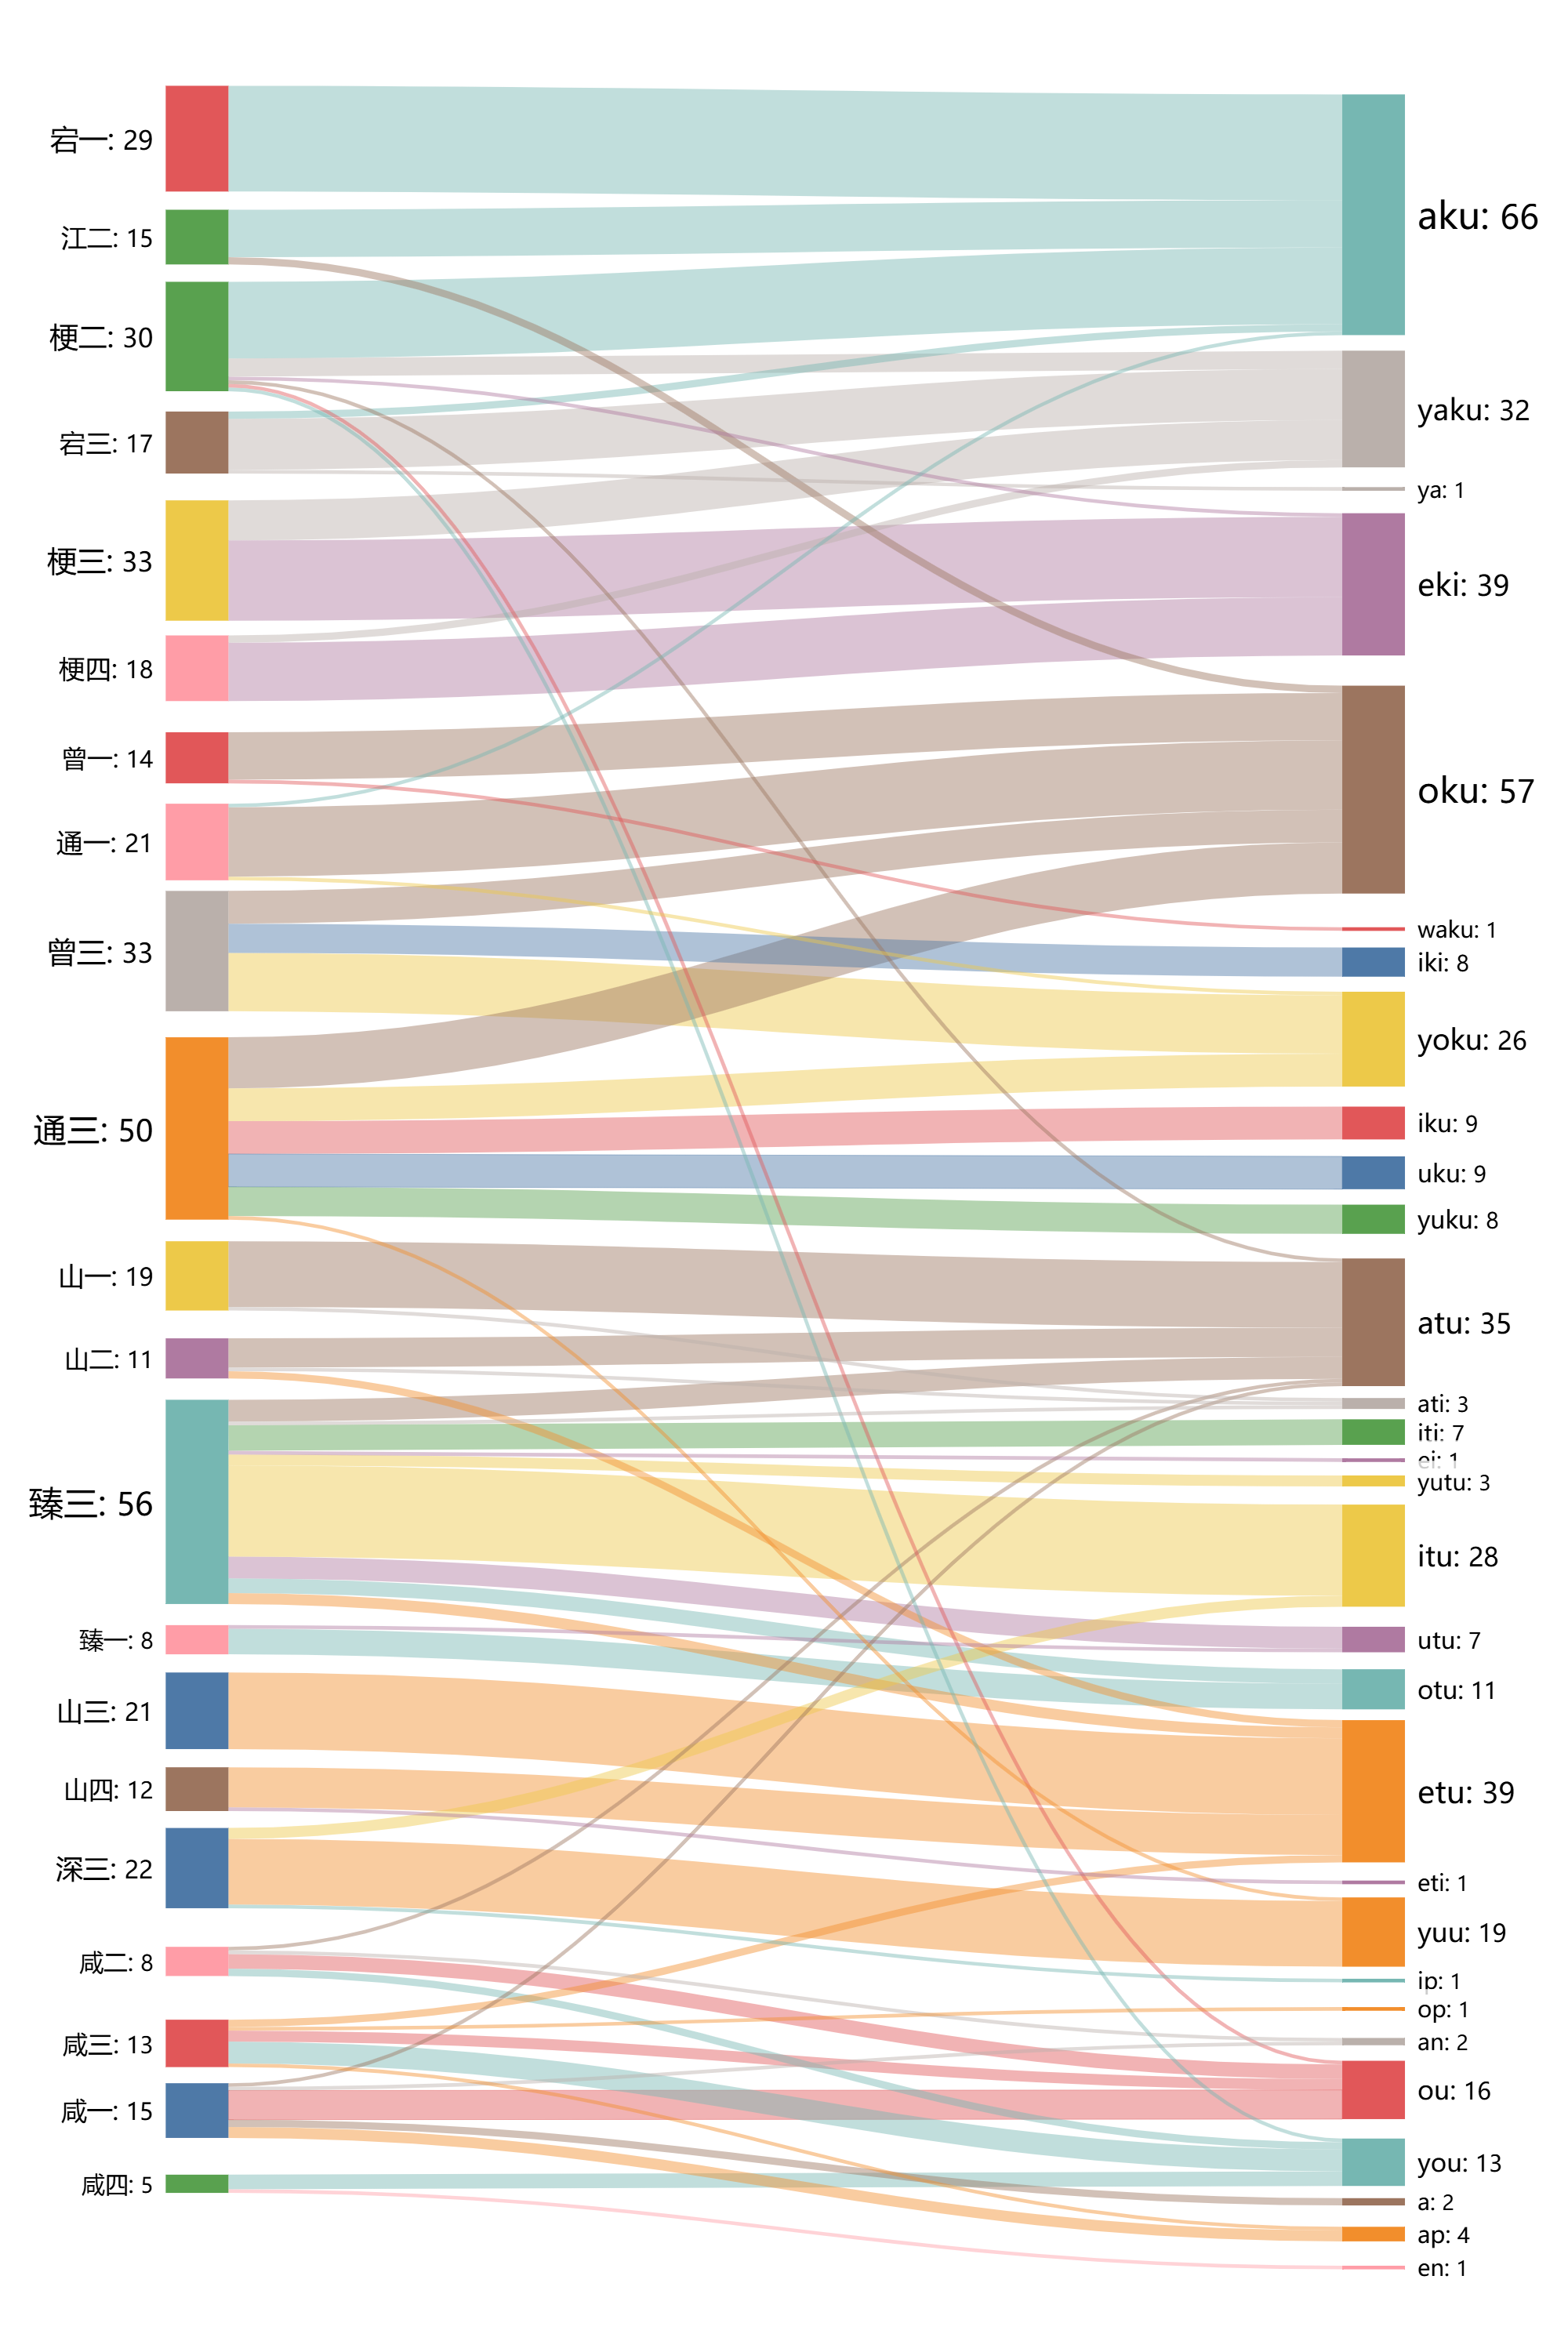 宕一: 29
江二: 15
梗二: 30
宕三: 17
梗三: 33
梗四: 18
曾一: 14
通一: 21
曾三: 33
通三: 50
山一: 19
山二: 11
臻三: 56
臻一: 8
山三: 21
山四: 12
深三: 22
咸二: 8
咸三: 13
咸一: 15
咸四: 5
aku: 66
yaku: 32
ya: 1
eki: 39
oku: 57
waku: 1
iki: 8
yoku: 26
iku: 9
uku: 9
yuku: 8
atu: 35
ati: 3
iti: 7
ei: 1
yutu: 3
itu: 28
utu: 7
otu: 11
etu: 39
eti: 1
yuu: 19
ip: 1
op: 1
an: 2
ou: 16
you: 13
a: 2
ap: 4
en: 1